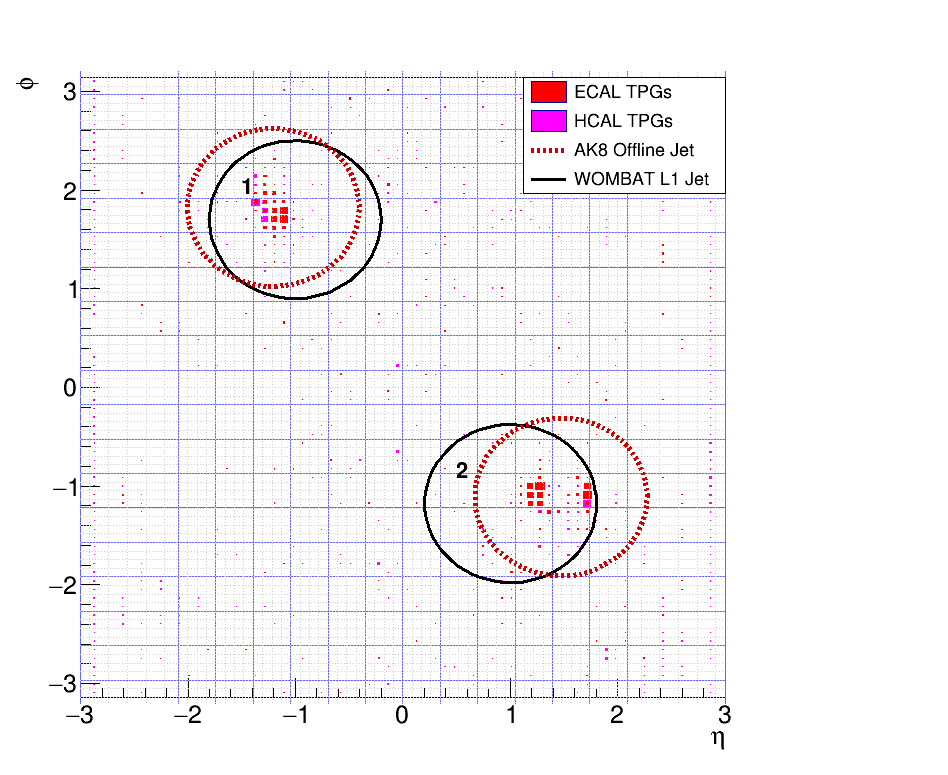 φ
3
2
1
0
−1
−2
−3
ECAL TPGs
HCAL TPGs
AK8 Offline Jet
WOMBAT L1 Jet
1
2
−3 −2 −1 0 1 2 3
η